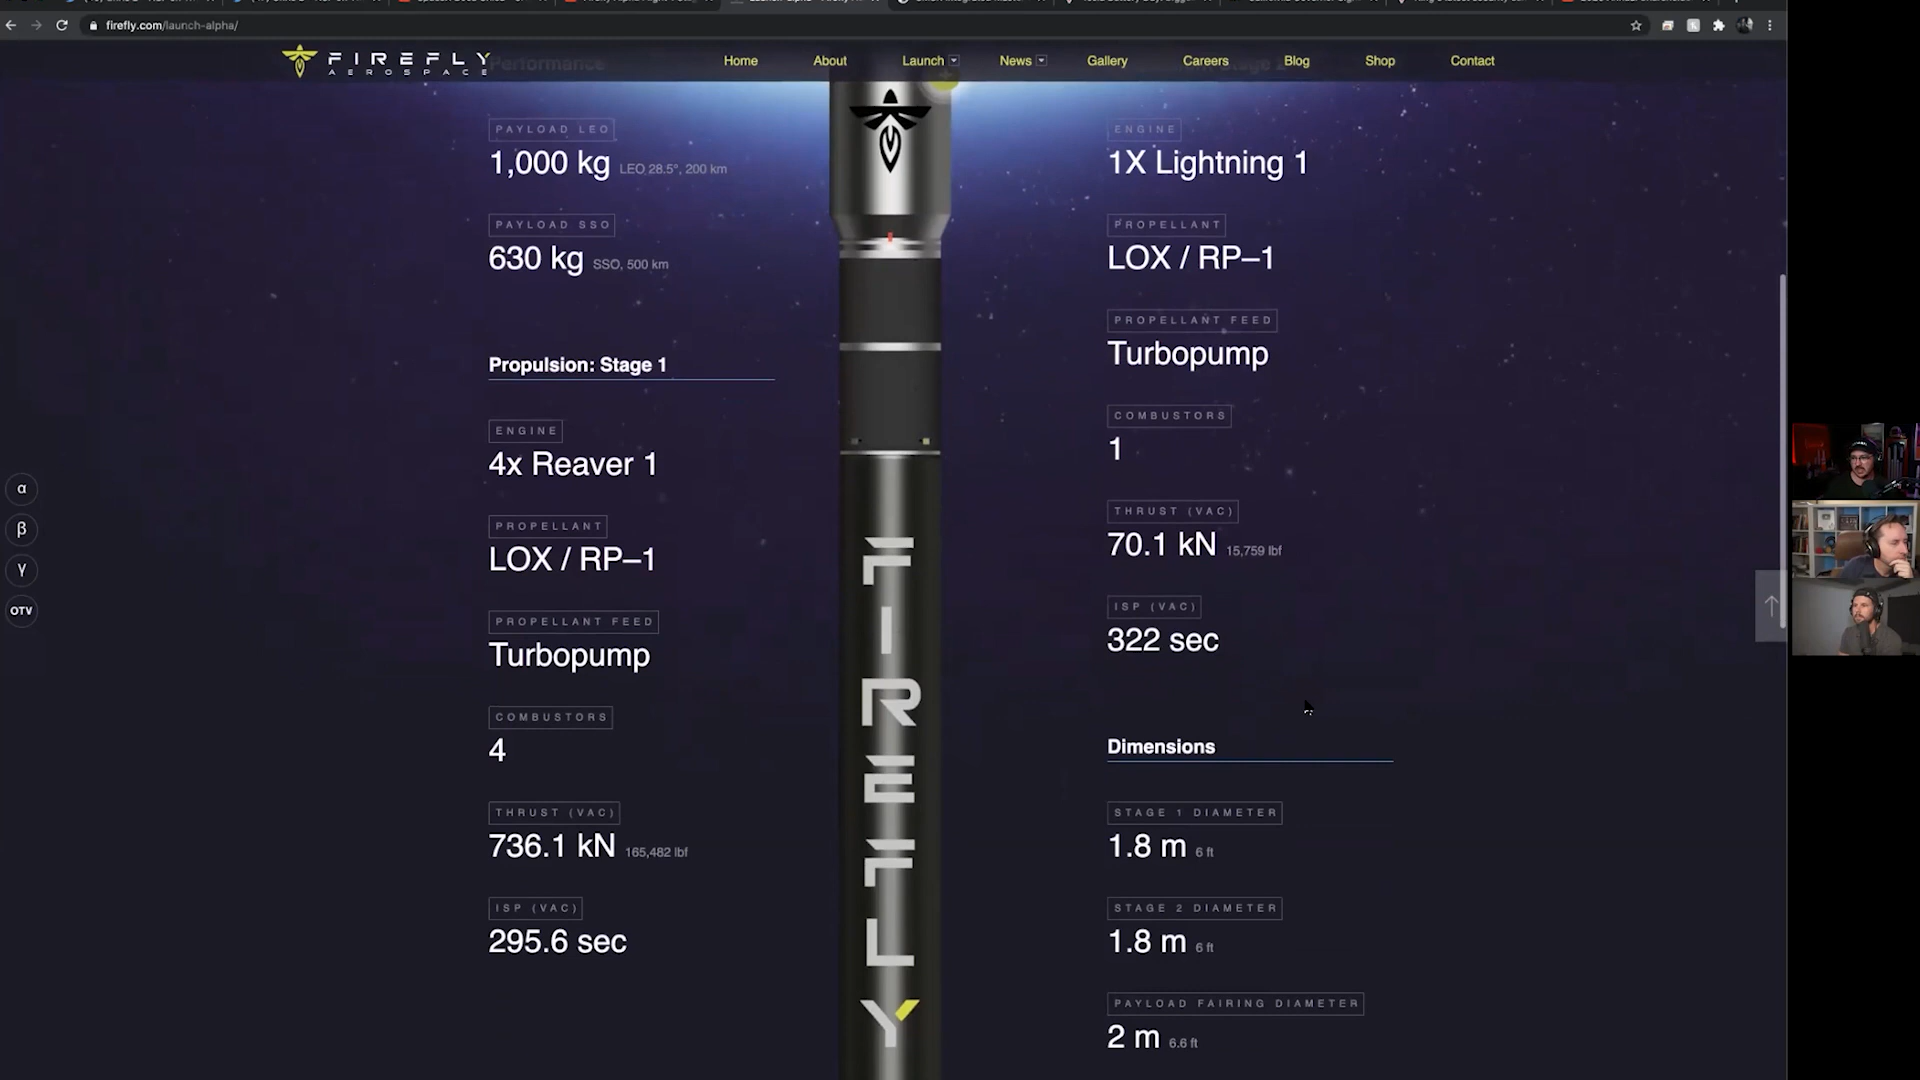 firefly.com/launch-alpha/
FIREFLY
AEROSPACE
Home
About
Launch
News
Gallery
Careers
Blog
Shop
Contact
Performance
PAYLOAD LEO
1,000 kg LEO 28.5°, 200 km
PAYLOAD SSO
630 kg SSO, 500 km
Propulsion: Stage 1
ENGINE
4x Reaver 1
PROPELLANT
LOX / RP–1
PROPELLANT FEED
Turbopump
COMBUSTORS
4
THRUST (VAC)
736.1 kN 165,482 lbf
ISP (VAC)
295.6 sec
FIREFLY
ENGINE
1X Lightning 1
PROPELLANT
LOX / RP–1
PROPELLANT FEED
Turbopump
COMBUSTORS
1
THRUST (VAC)
70.1 kN 15,759 lbf
ISP (VAC)
322 sec
Dimensions
STAGE 1 DIAMETER
1.8 m 6 ft
STAGE 2 DIAMETER
1.8 m 6 ft
PAYLOAD FAIRING DIAMETER
2 m 6.6 ft
α
β
γ
OTV